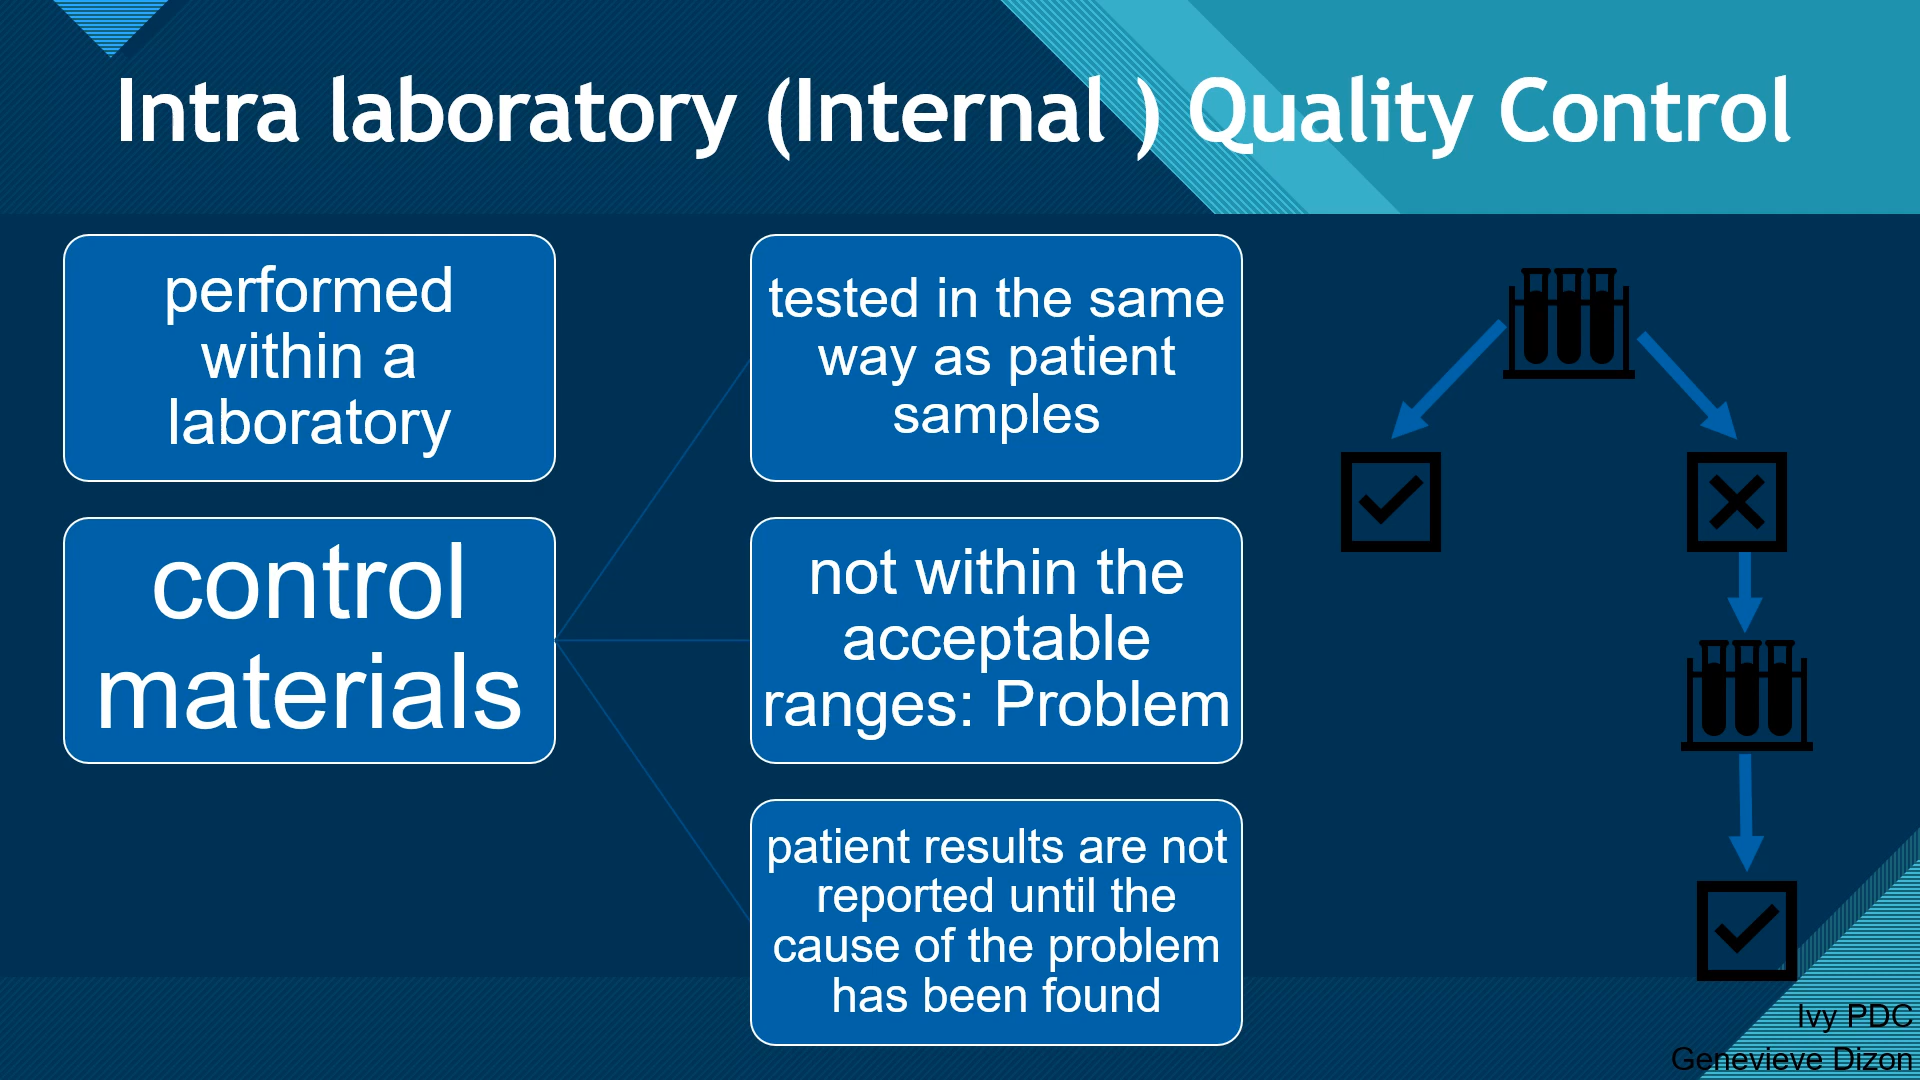 Intra laboratory (Internal ) Quality Control
performed
within a
laboratory
control
materials
tested in the same
way as patient
samples
not within the
acceptable
ranges: Problem
patient results are not
reported until the
cause of the problem
has been found
Ivy PDC
Genevieve Dizon